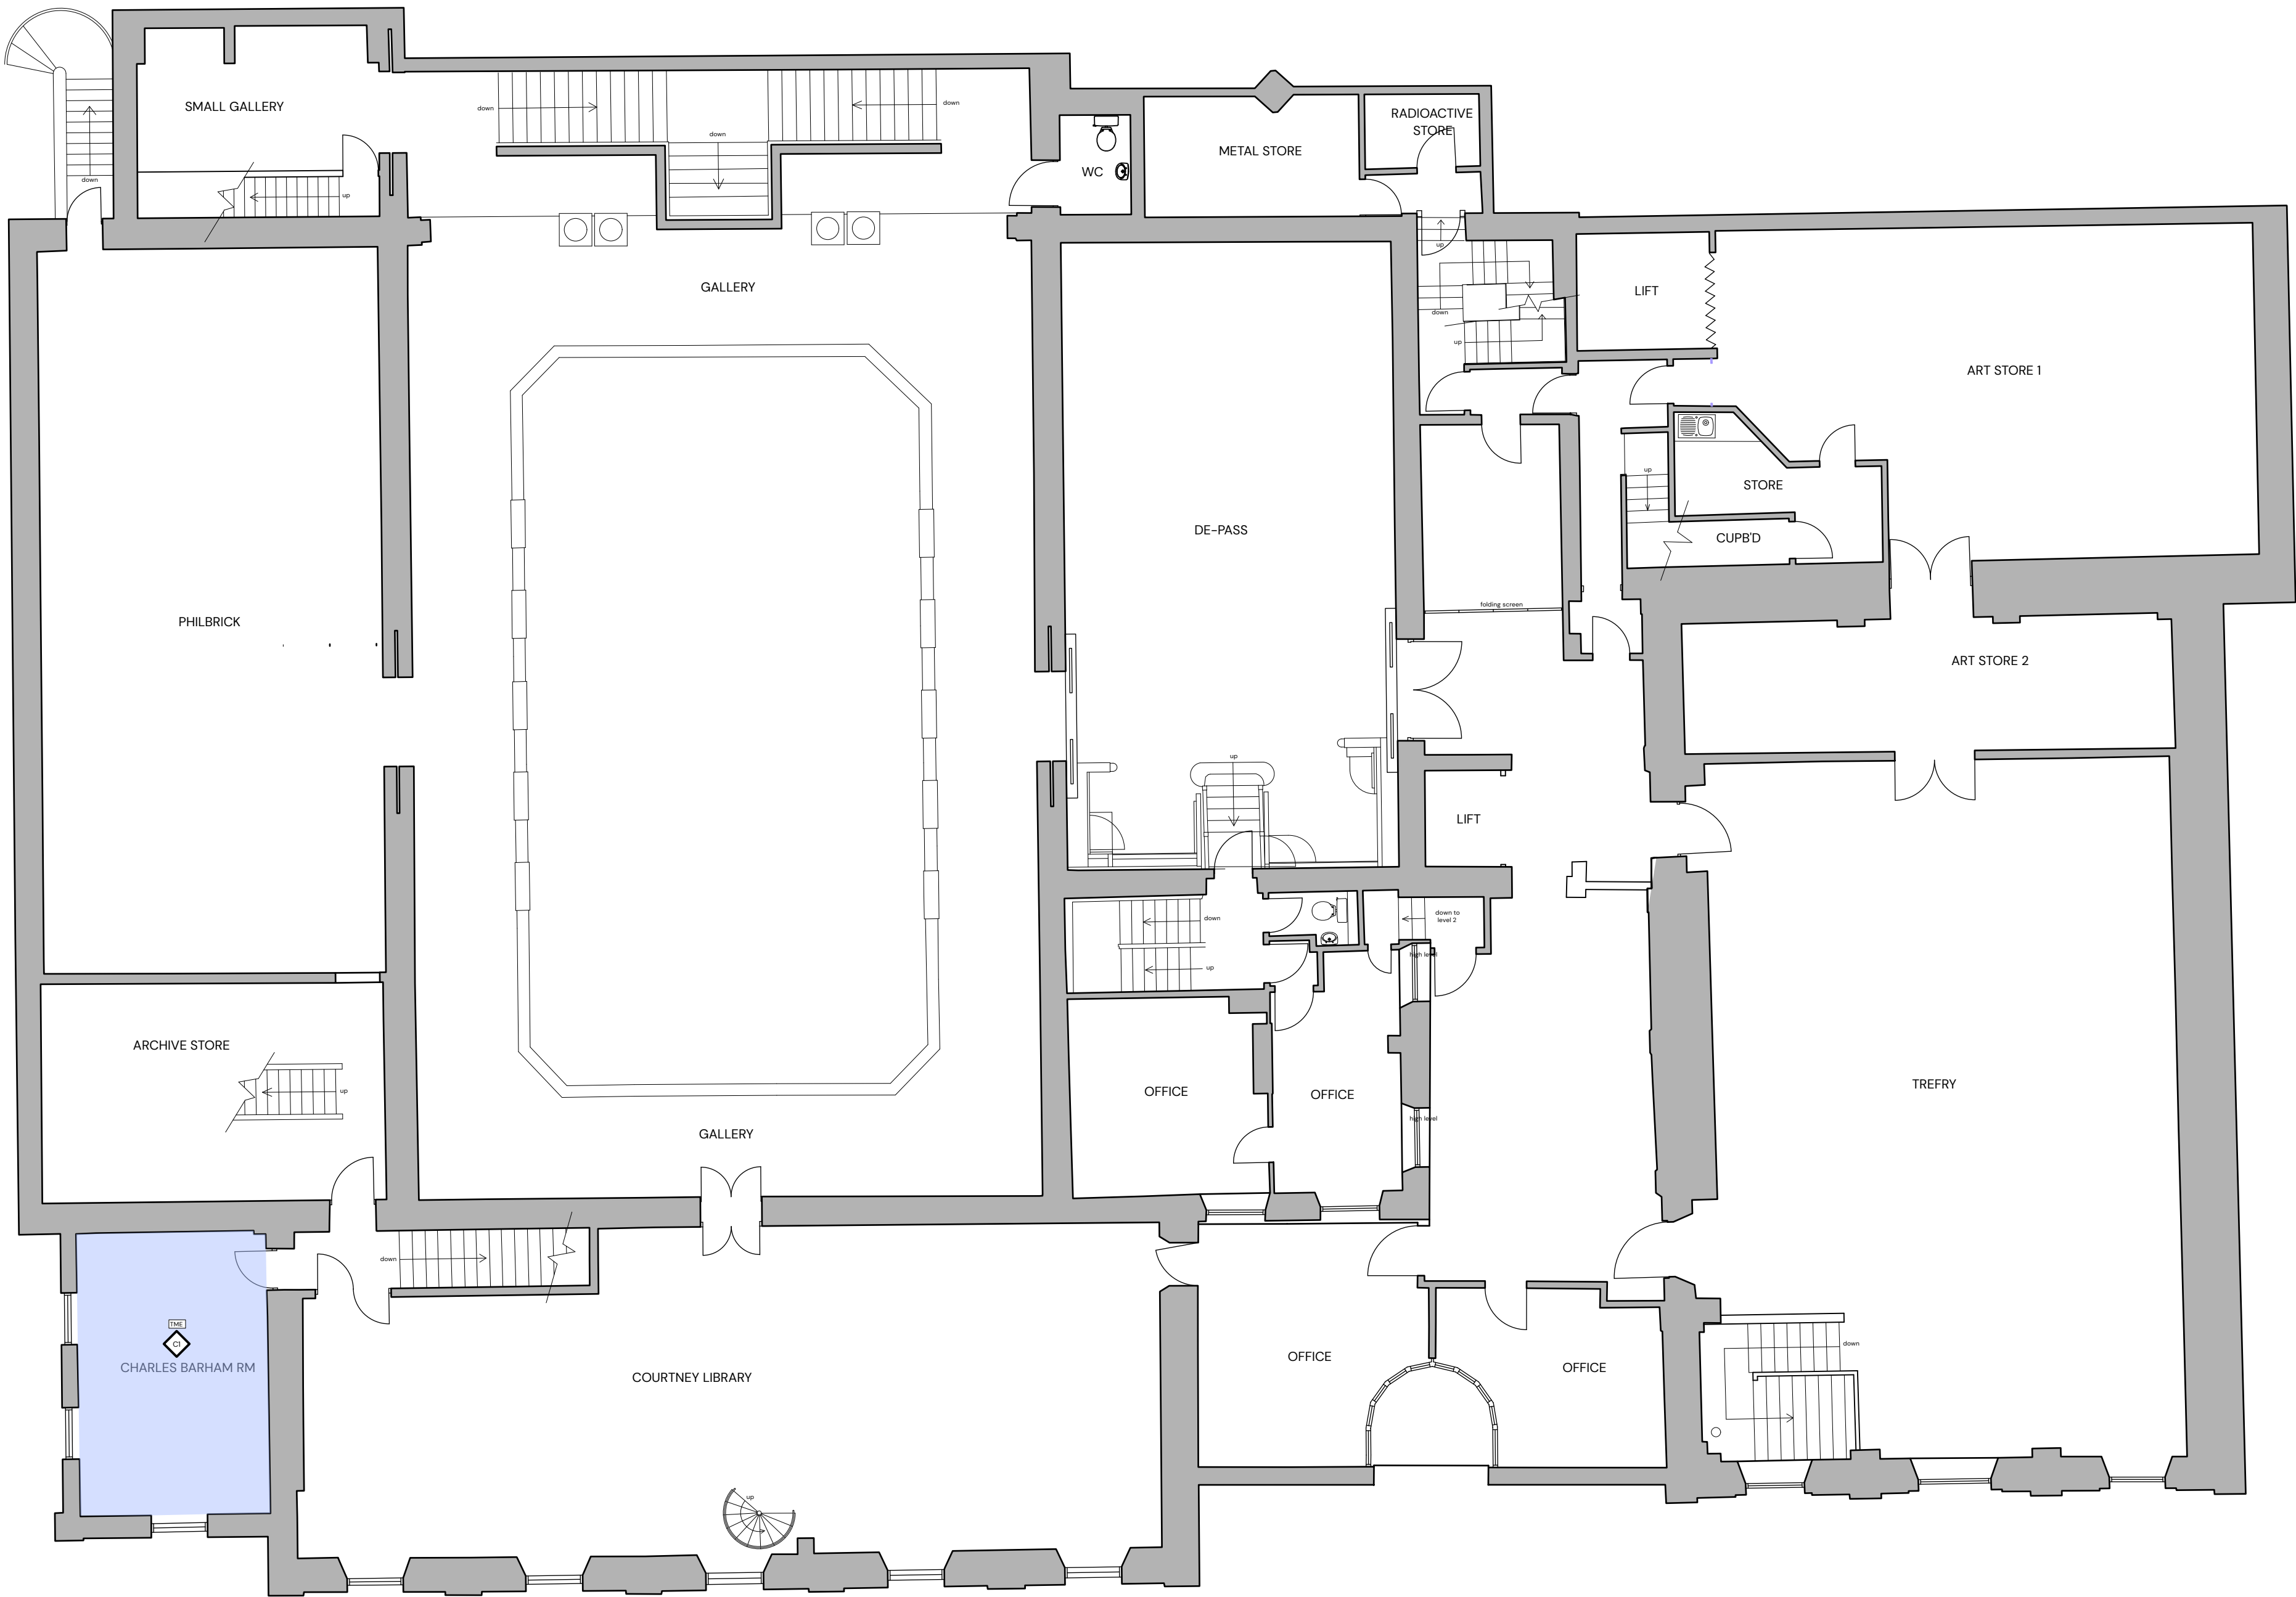 SMALL GALLERY
down
down
down
down
up
WC
METAL STORE
RADIOACTIVE
STORE
up
down
up
LIFT
ART STORE 1
GALLERY
up
STORE
CUPB'D
DE-PASS
folding screen
PHILBRICK
ART STORE 2
up
LIFT
down
down to
level 2
high level
up
ARCHIVE STORE
up
OFFICE
OFFICE
high level
TREFRY
GALLERY
down
TME
C1
CHARLES BARHAM RM
COURTNEY LIBRARY
OFFICE
OFFICE
down
up